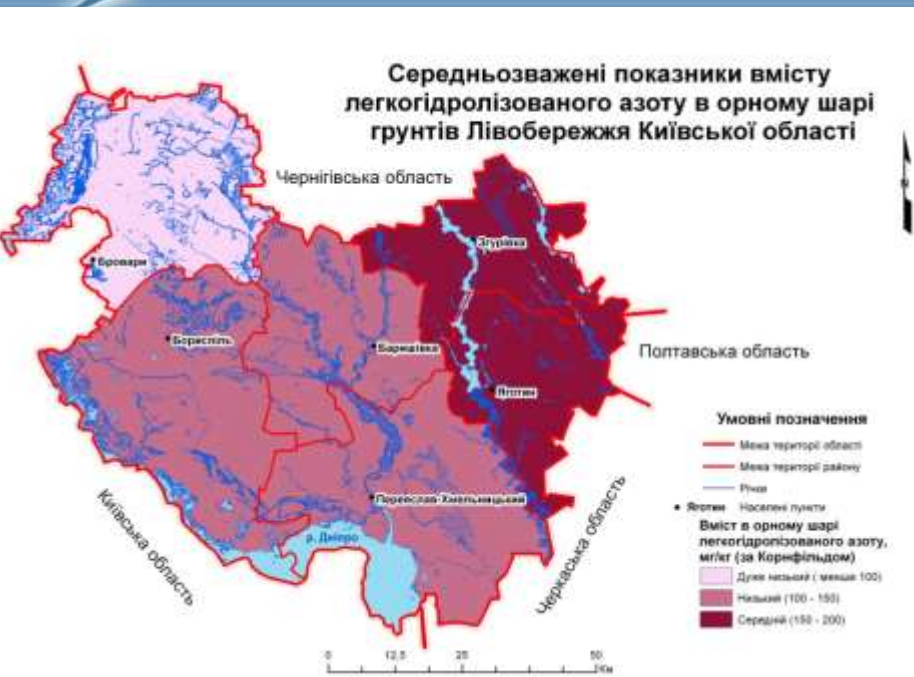 Середньозважені показники вмісту
легкогідролізованого азоту в орному шарі
грунтів Лівобережжя Київської області
Чернігівська область
Згурівка
Бровари
Бориспіль
Баришівка
Полтавська область
Яготин
Переяслав-Хмельницький
р. Дніпро
Київська область
Черкаська область
Умовні позначення
Межа території області
Межа території району
Річки
Яготин Населені пункти
Вміст в орному шарі
легкогідролізованого азоту,
мг/кг (за Корнфільдом)
Дуже низький ( менше 100)
Низький (100 - 150)
Середній (150 - 200)
0 12,5 25 50
Км